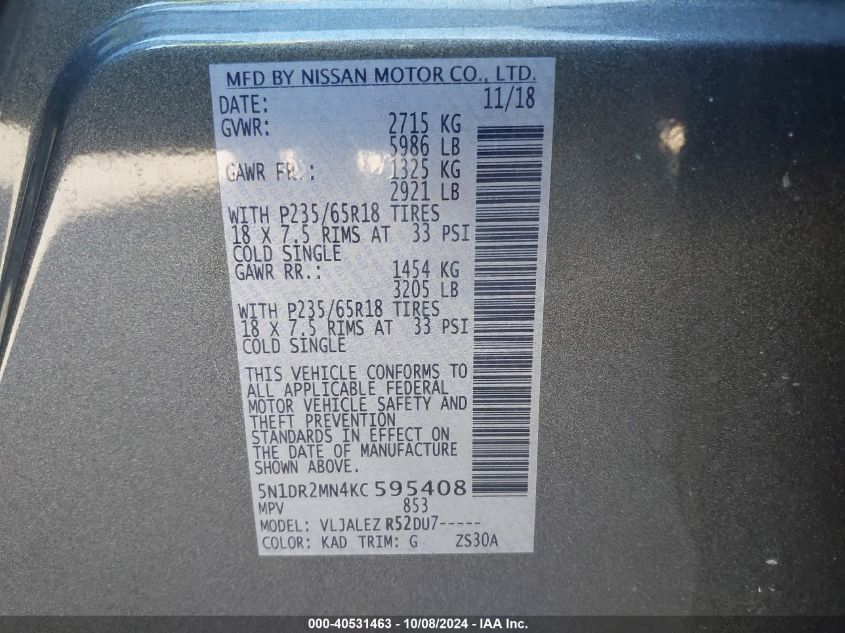 MFD BY NISSAN MOTOR CO., LTD.
DATE: 11/18
GVWR: 2715 KG
5986 LB
GAWR FR.: 1325 KG
2921 LB
WITH P235/65R18 TIRES
18 X 7.5 RIMS AT 33 PSI
COLD SINGLE
GAWR RR.: 1454 KG
3205 LB
WITH P235/65R18 TIRES
18 X 7.5 RIMS AT 33 PSI
COLD SINGLE
THIS VEHICLE CONFORMS TO
ALL APPLICABLE FEDERAL
MOTOR VEHICLE SAFETY AND
THEFT PREVENTION
STANDARDS IN EFFECT ON
THE DATE OF MANUFACTURE
SHOWN ABOVE.
5N1DR2MN4KC 595408
MPV 853
MODEL: VLJALEZ R52DU7-----
COLOR: KAD TRIM: G ZS30A
000-40531463 - 10/08/2024 - IAA Inc.